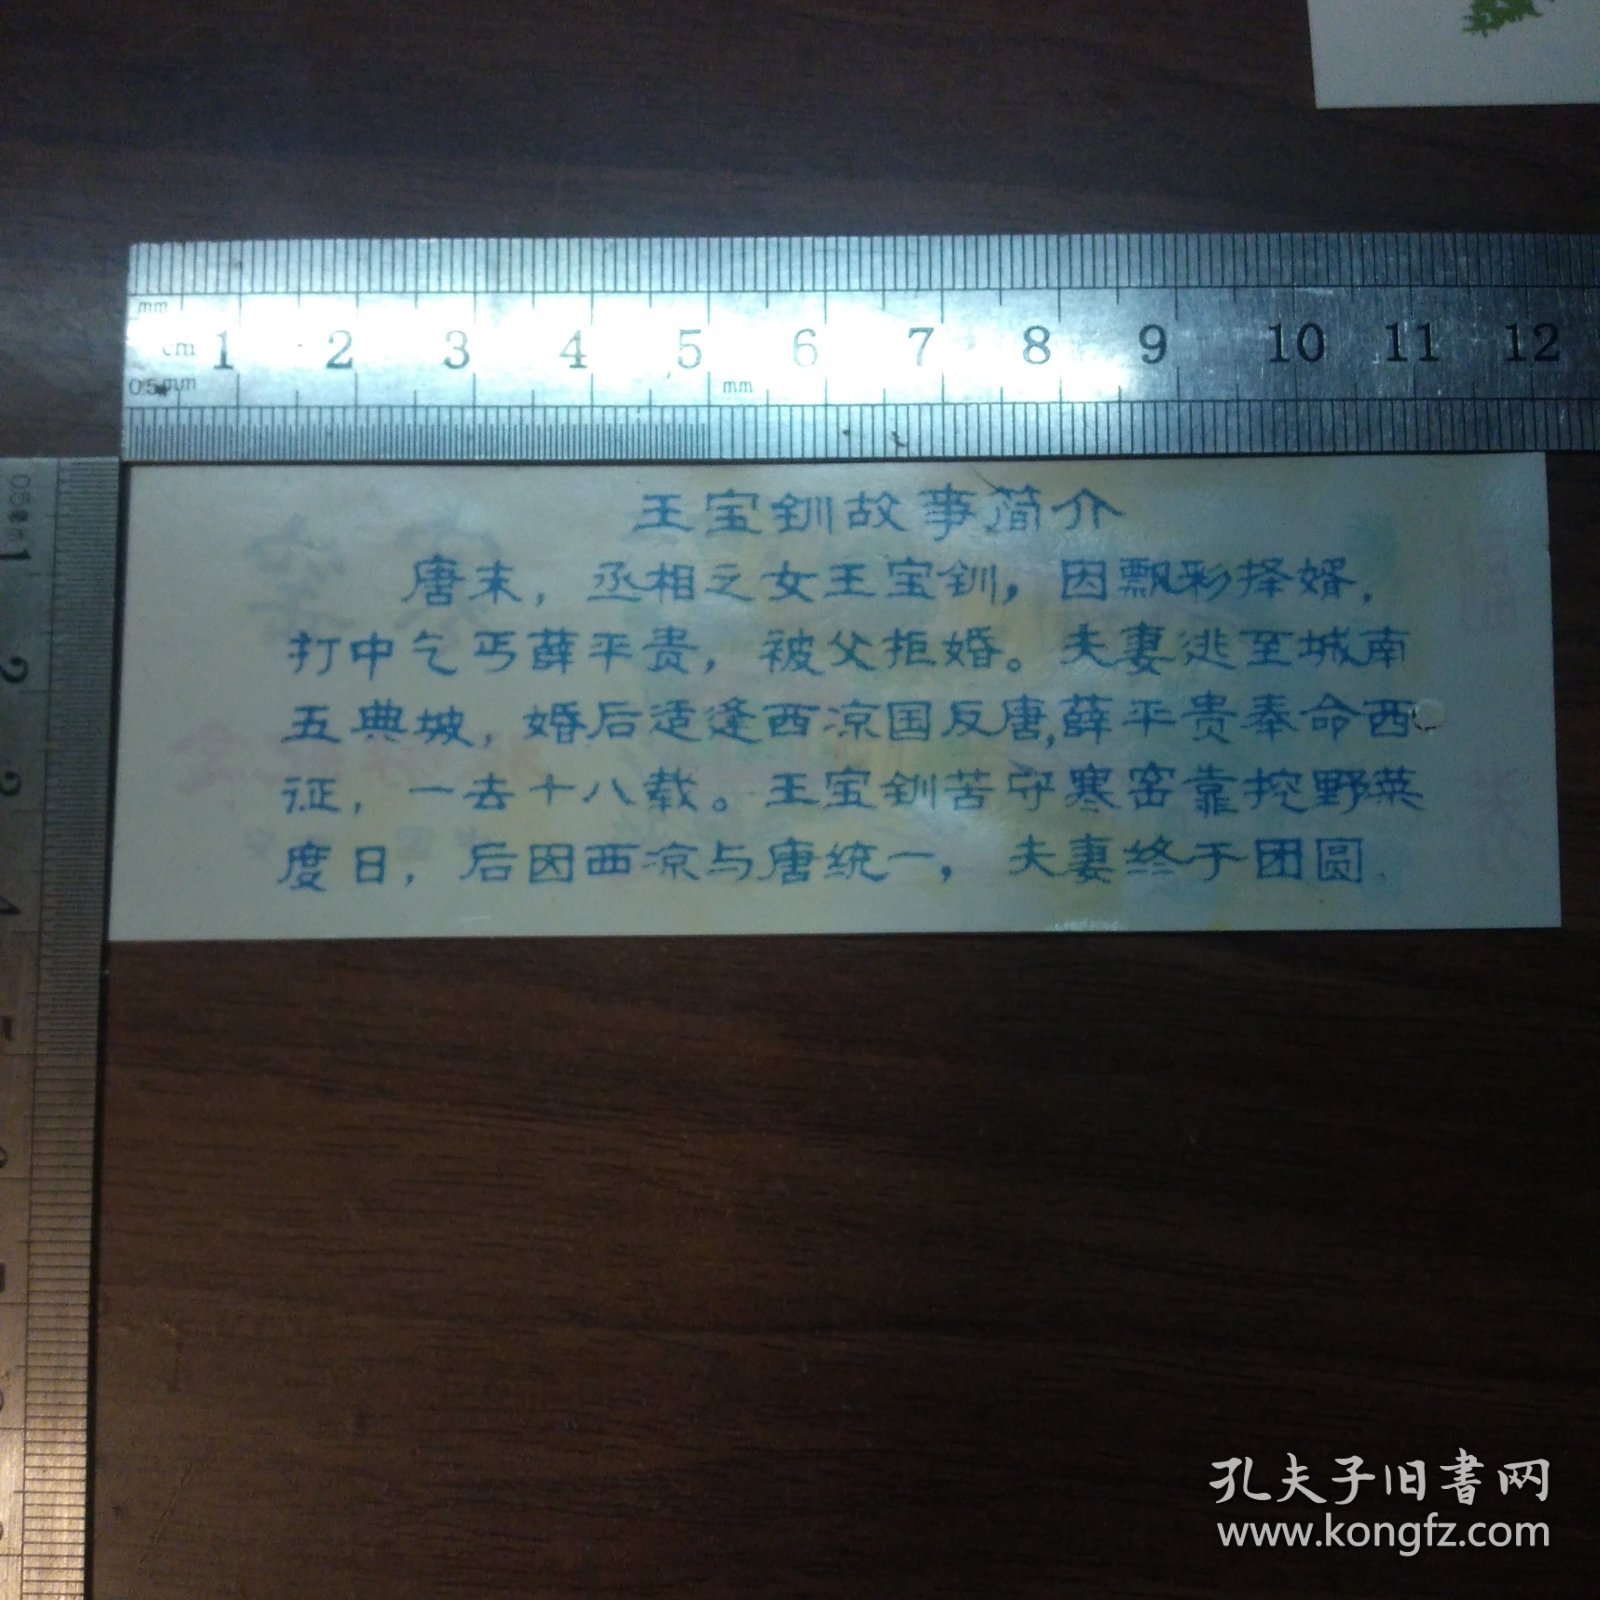 mm
cm 1 2 3 4 5 6 7 8 9 10 11 12
05mm mm
王宝钏故事简介
唐末，丞相之女王宝钏，因飘彩择婿，
打中乞丐薛平贵，被父拒婚。夫妻逃至城南
五典坡，婚后适逢西凉国反唐,薛平贵奉命西
征，一去十八载。王宝钏苦守寒窑靠挖野菜
度日，后因西凉与唐统一，夫妻终于团圆.
孔夫子旧书网
www.kongfz.com